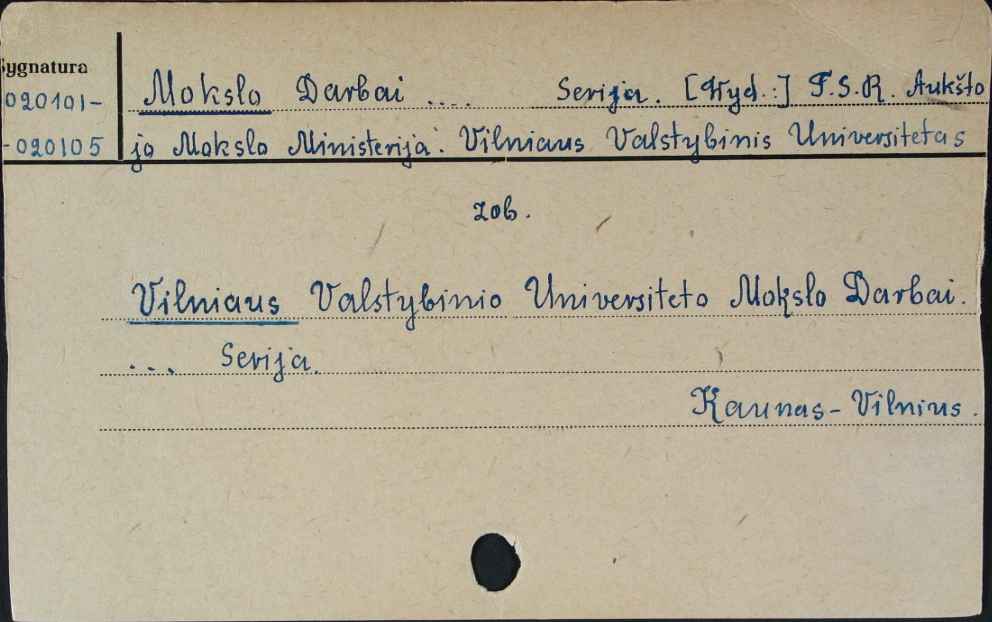 Sygnatura
020101-
-020105
Mokslo Darbai .... Serija. [Wyd.:] T.S.R. Aukšto
jo Mokslo Ministerija. Vilniaus Valstybinis Universitetas
zob.
Vilniaus Valstybinio Universiteto Mokslo Darbai.
... Serija.
Kaunas-Vilnius.